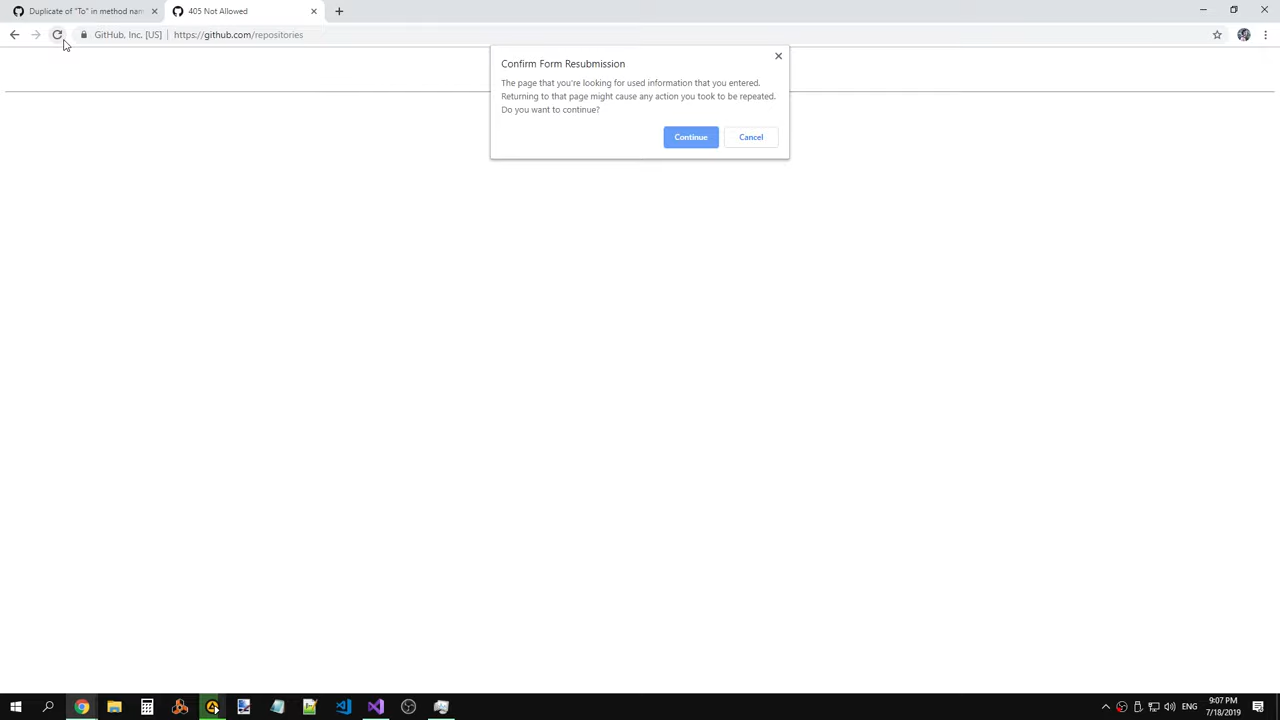 Duplicate of "To" in method nam
405 Not Allowed
GitHub, Inc. [US]
https://github.com/repositories
Confirm Form Resubmission
The page that you're looking for used information that you entered.
Returning to that page might cause any action you took to be repeated.
Do you want to continue?
Continue
Cancel
ENG
9:07 PM
7/18/2019